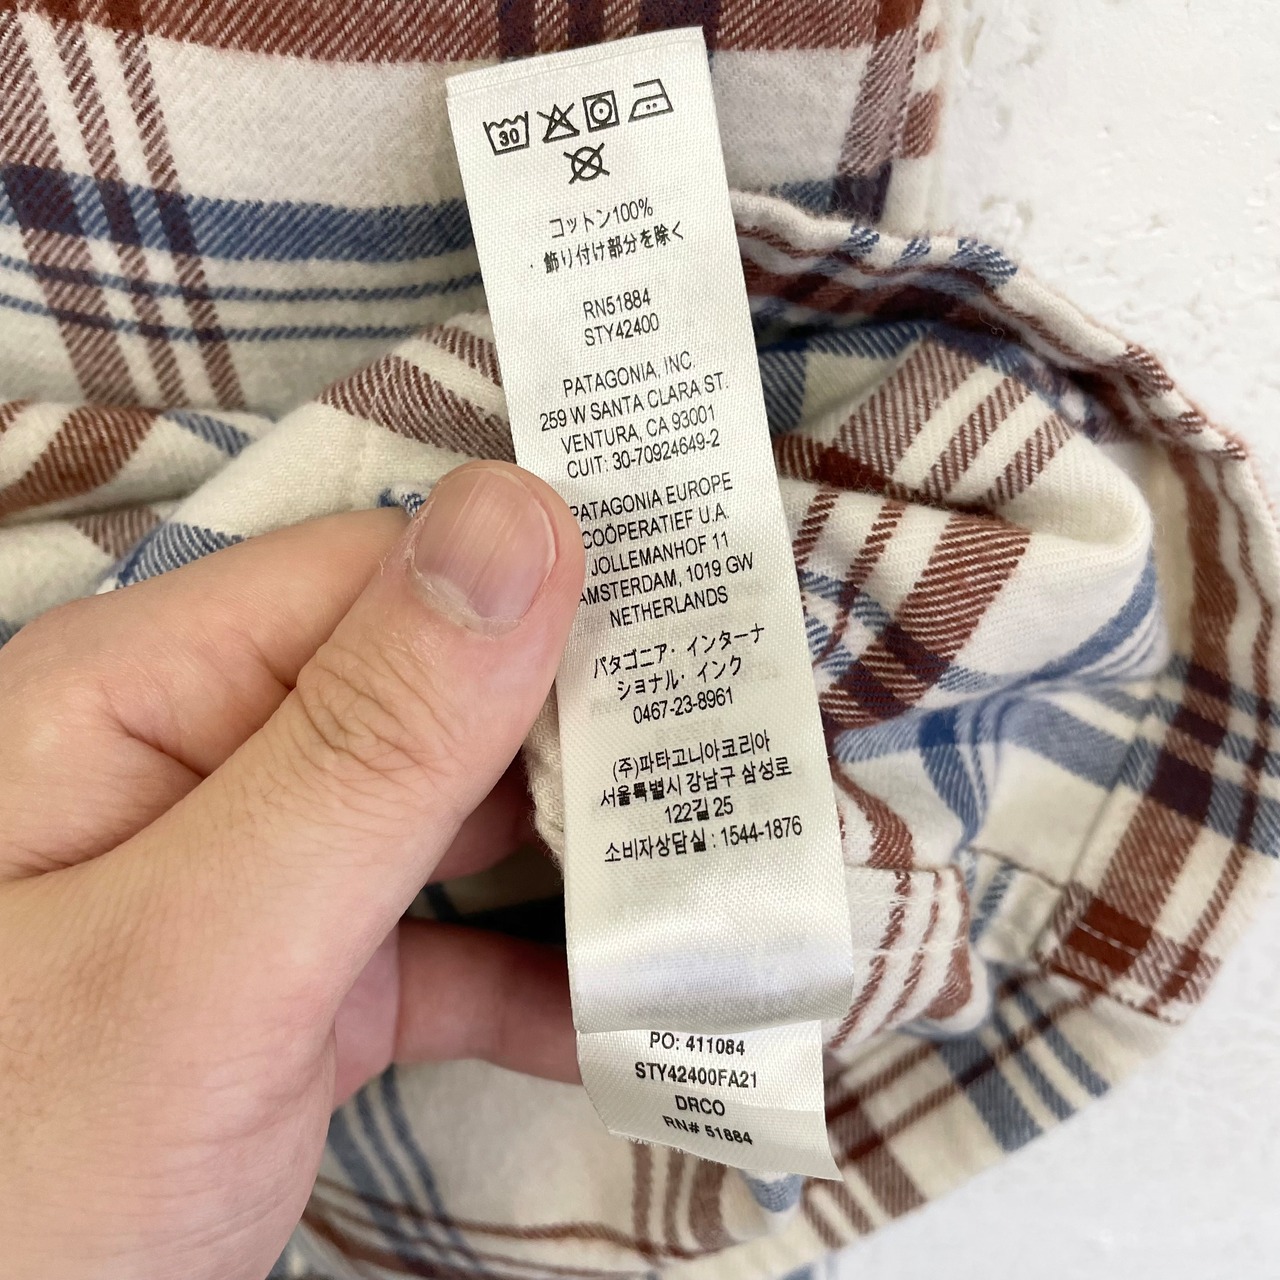 30
コットン100%
・飾り付け部分を除く
RN51884
STY42400
PATAGONIA, INC
259 W SANTA CLARA ST.
VENTURA, CA 93001
CUIT: 30-70924649-2
PATAGONIA EUROPE
COÖPERATIEF U.A.
JOLLEMANHOF 11
AMSTERDAM, 1019 GW
NETHERLANDS
パタゴニア・インターナ
ショナル・インク
0467-23-8961
(주)파타고니아코리아
서울특별시 강남구 삼성로
122길 25
소비자상담실 : 1544-1876
PO: 411084
STY42400FA21
DRCO
RN# 51884